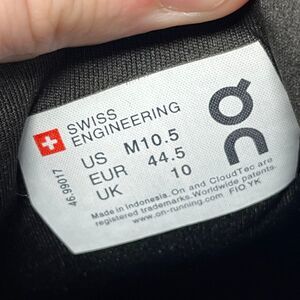 SWISS
ENGINEERING
US M10.5
EUR 44.5
UK 10
46.99017
Made in Indonesia. On and CloudTec are
registered trademarks. Worldwide patents.
www.on-running.com FIO.YK